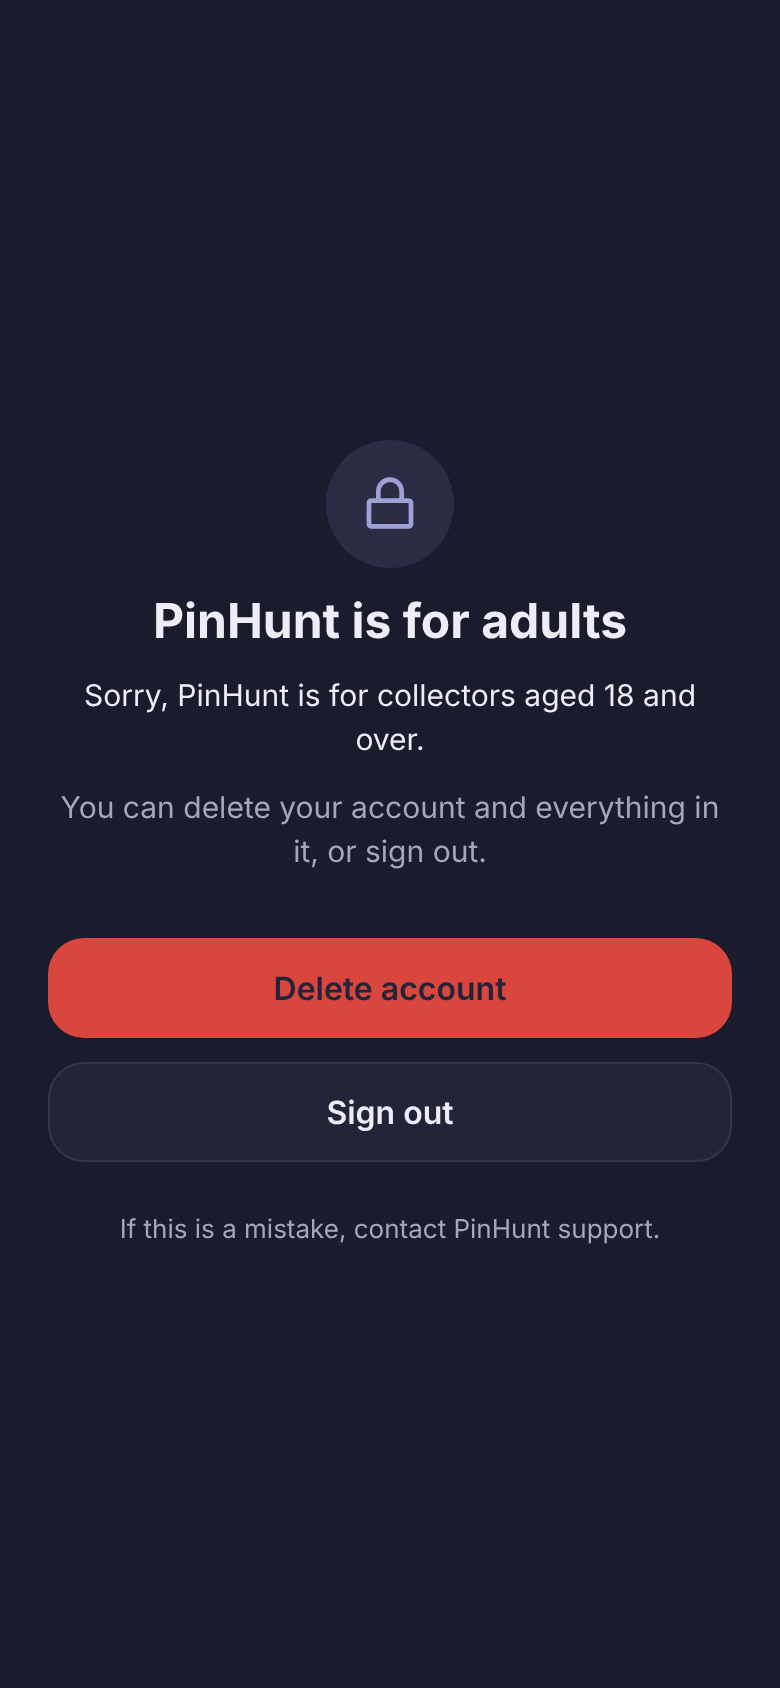 PinHunt is for adults
Sorry, PinHunt is for collectors aged 18 and
over.
You can delete your account and everything in
it, or sign out.
Delete account
Sign out
If this is a mistake, contact PinHunt support.